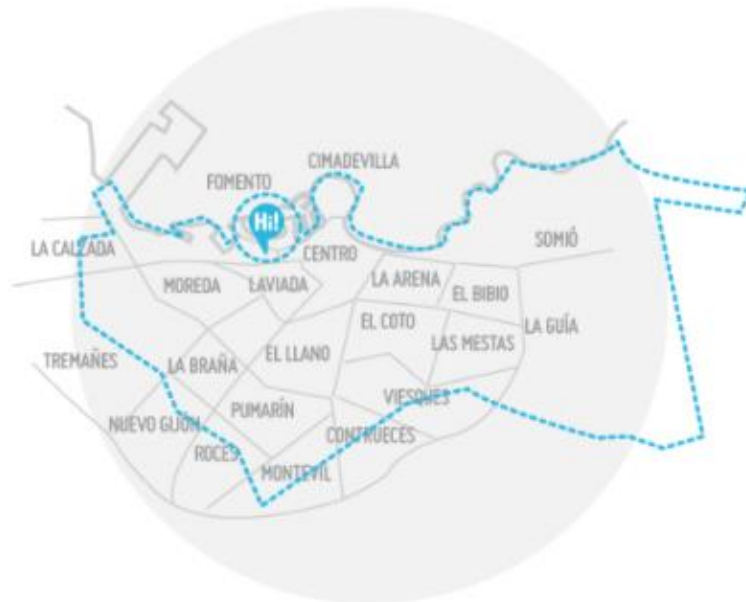 CIMADEVILLA
FOMENTO
Hi!
LA CALZADA
CENTRO
SOMIÓ
MOREDA
LAVIADA
LA ARENA
EL BIBIO
EL COTO
LA GUÍA
TREMAÑES
LA BRAÑA
EL LLANO
LAS MESTAS
VIESQUES
NUEVO GIJÓN
PUMARÍN
CONTRUECES
ROCES
MONTEVIL